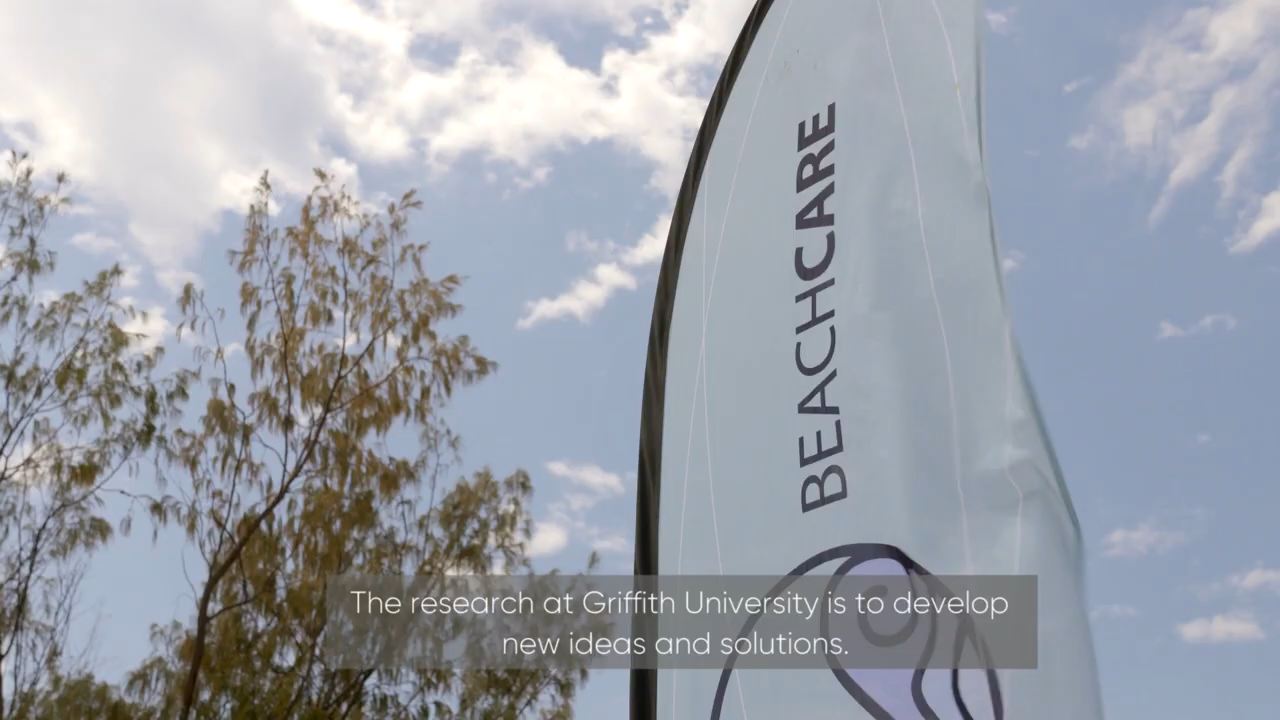 BEACHCARE
The research at Griffith University is to develop
new ideas and solutions.